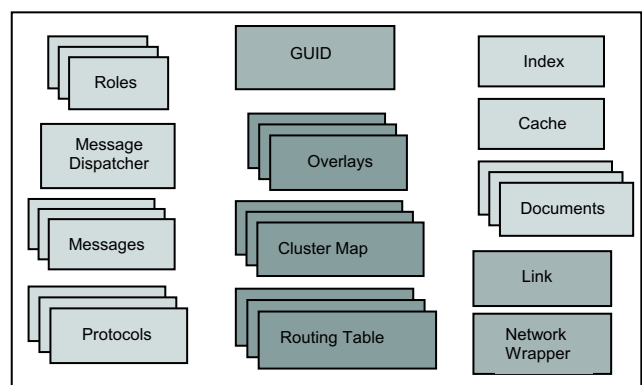 Roles
Message
Dispatcher
Messages
Protocols
GUID
Overlays
Cluster Map
Routing Table
Index
Cache
Documents
Link
Network
Wrapper